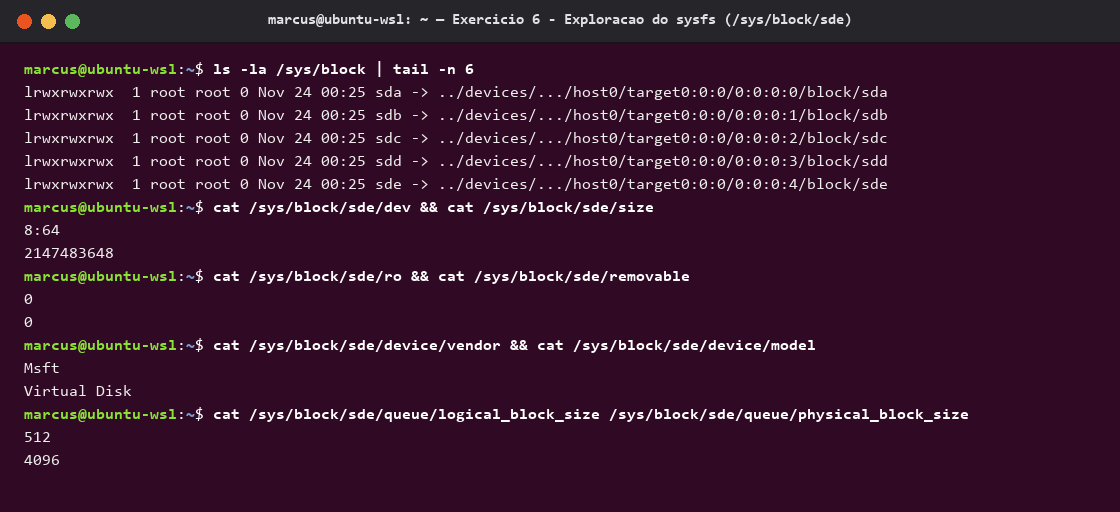 marcus@ubuntu-wsl: ~ — Exercicio 6 - Exploracao do sysfs (/sys/block/sde)
marcus@ubuntu-wsl:~$ ls -la /sys/block | tail -n 6
lrwxrwxrwx  1 root root 0 Nov 24 00:25 sda -> ../devices/.../host0/target0:0:0/0:0:0:0/block/sda
lrwxrwxrwx  1 root root 0 Nov 24 00:25 sdb -> ../devices/.../host0/target0:0:0/0:0:0:1/block/sdb
lrwxrwxrwx  1 root root 0 Nov 24 00:25 sdc -> ../devices/.../host0/target0:0:0/0:0:0:2/block/sdc
lrwxrwxrwx  1 root root 0 Nov 24 00:25 sdd -> ../devices/.../host0/target0:0:0/0:0:0:3/block/sdd
lrwxrwxrwx  1 root root 0 Nov 24 00:25 sde -> ../devices/.../host0/target0:0:0/0:0:0:4/block/sde
marcus@ubuntu-wsl:~$ cat /sys/block/sde/dev && cat /sys/block/sde/size
8:64
2147483648
marcus@ubuntu-wsl:~$ cat /sys/block/sde/ro && cat /sys/block/sde/removable
0
0
marcus@ubuntu-wsl:~$ cat /sys/block/sde/device/vendor && cat /sys/block/sde/device/model
Msft
Virtual Disk
marcus@ubuntu-wsl:~$ cat /sys/block/sde/queue/logical_block_size /sys/block/sde/queue/physical_block_size
512
4096